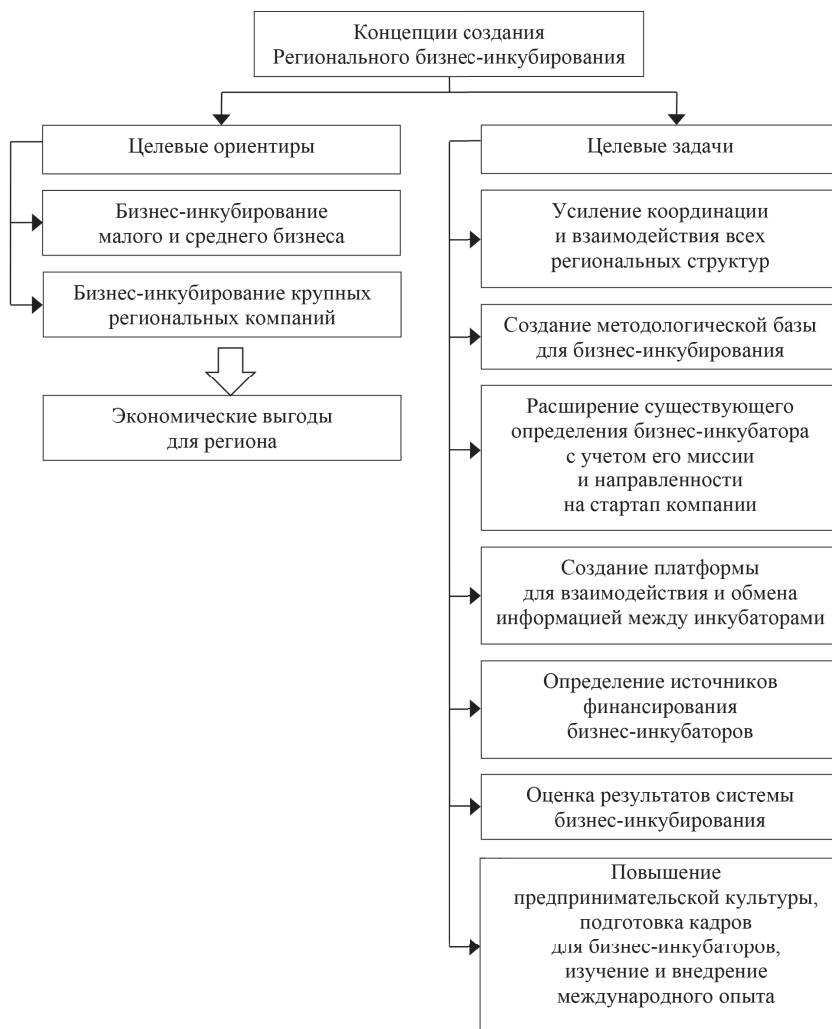 Концепции создания
Регионального бизнес-инкубирования
Целевые ориентиры
Бизнес-инкубирование
малого и среднего бизнеса
Бизнес-инкубирование крупных
региональных компаний
Экономические выгоды
для региона
Целевые задачи
Усиление координации
и взаимодействия всех
региональных структур
Создание методологической базы
для бизнес-инкубирования
Расширение существующего
определения бизнес-инкубатора
с учетом его миссии
и направленности
на стартап компании
Создание платформы
для взаимодействия и обмена
информацией между инкубаторами
Определение источников
финансирования
бизнес-инкубаторов
Оценка результатов системы
бизнес-инкубирования
Повышение
предпринимательской культуры,
подготовка кадров
для бизнес-инкубаторов,
изучение и внедрение
международного опыта